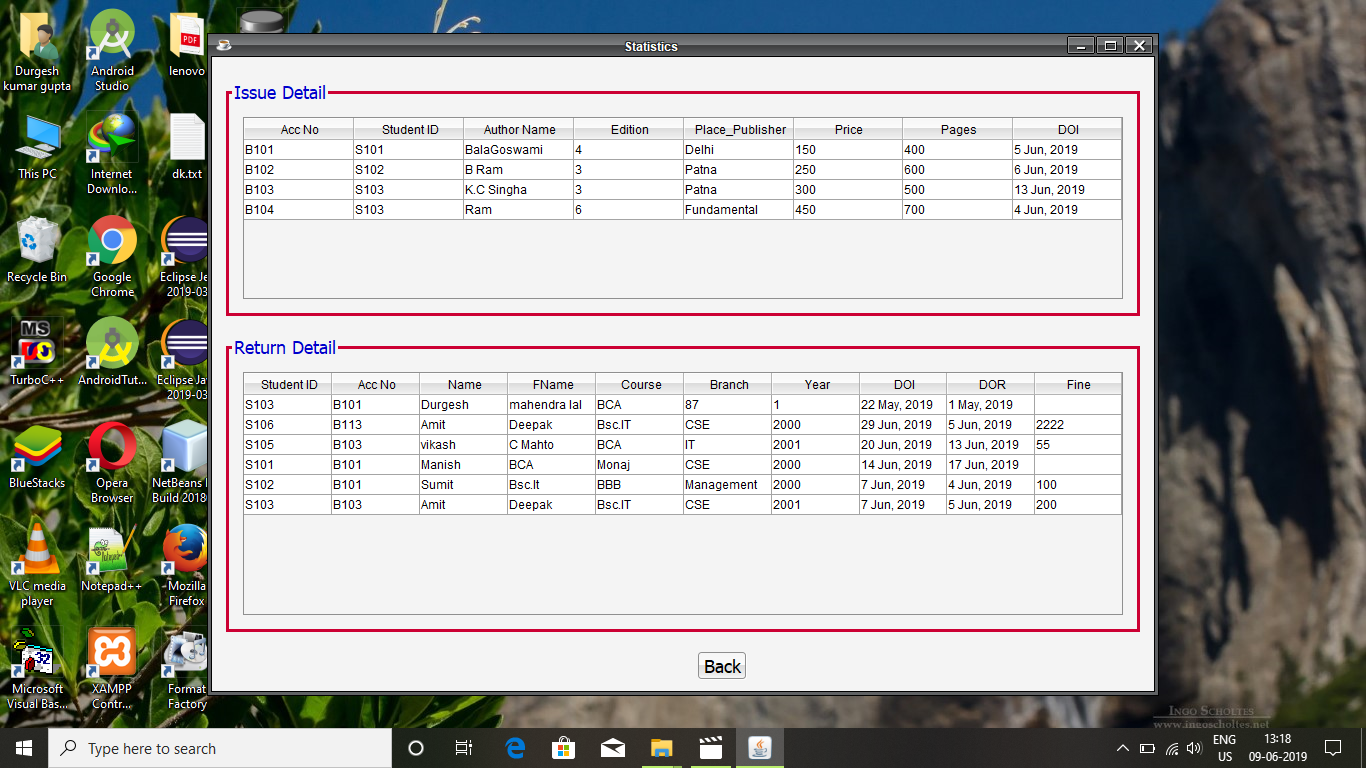 Statistics
Durgesh kumar gupta
Android Studio
lenovo
This PC
Internet Downlo...
dk.txt
Recycle Bin
Google Chrome
Eclipse Je 2019-03
TurboC++
AndroidTut...
Eclipse Ja 2019-03
BlueStacks
Opera Browser
NetBeans I Build 2018
VLC media player
Notepad++
Mozilla Firefox
Microsoft Visual Bas...
XAMPP Contr...
Format Factory
PDF
MS
32
Issue Detail
Acc No Student ID Author Name Edition Place_Publisher Price Pages DOI
B101 S101 BalaGoswami 4 Delhi 150 400 5 Jun, 2019
B102 S102 B Ram 3 Patna 250 600 6 Jun, 2019
B103 S103 K.C Singha 3 Patna 300 500 13 Jun, 2019
B104 S103 Ram 6 Fundamental 450 700 4 Jun, 2019
Return Detail
Student ID Acc No Name FName Course Branch Year DOI DOR Fine
S103 B101 Durgesh mahendra lal BCA 87 1 22 May, 2019 1 May, 2019
S106 B113 Amit Deepak Bsc.IT CSE 2000 29 Jun, 2019 5 Jun, 2019 2222
S105 B103 vikash C Mahto BCA IT 2001 20 Jun, 2019 13 Jun, 2019 55
S101 B101 Manish BCA Monaj CSE 2000 14 Jun, 2019 17 Jun, 2019
S102 B101 Sumit Bsc.It BBB Management 2000 7 Jun, 2019 4 Jun, 2019 100
S103 B103 Amit Deepak Bsc.IT CSE 2001 7 Jun, 2019 5 Jun, 2019 200
Back
Ingo Scholtes
www.ingoscholtes.net
Type here to search
ENG
US
13:18
09-06-2019